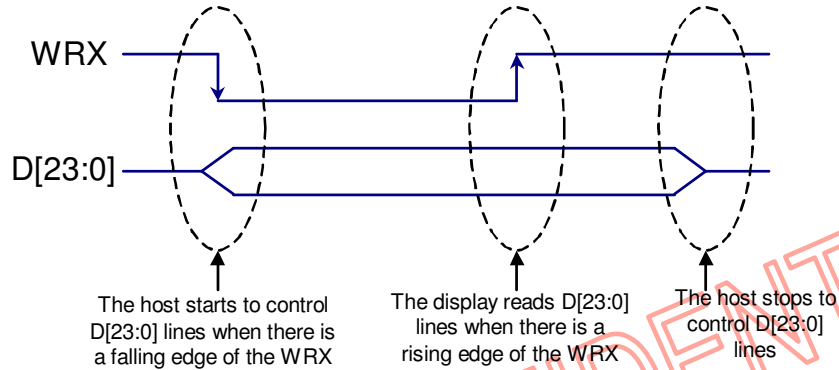 WRX
D[23:0]
The host starts to control
D[23:0] lines when there is
a falling edge of the WRX
The display reads D[23:0]
lines when there is a
rising edge of the WRX
The host stops to
control D[23:0]
lines